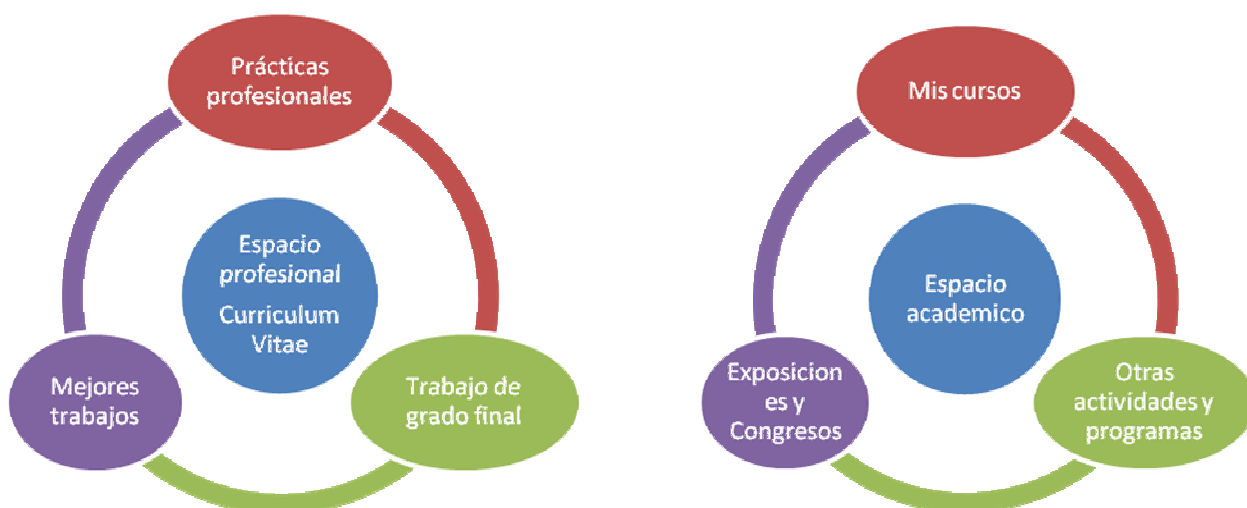 Prácticas
profesionales
Espacio
profesional
Curriculum
Vitae
Mejores
trabajos
Trabajo de
grado final
Mis cursos
Espacio
academico
Exposicion
es y
Congresos
Otras
actividades y
programas